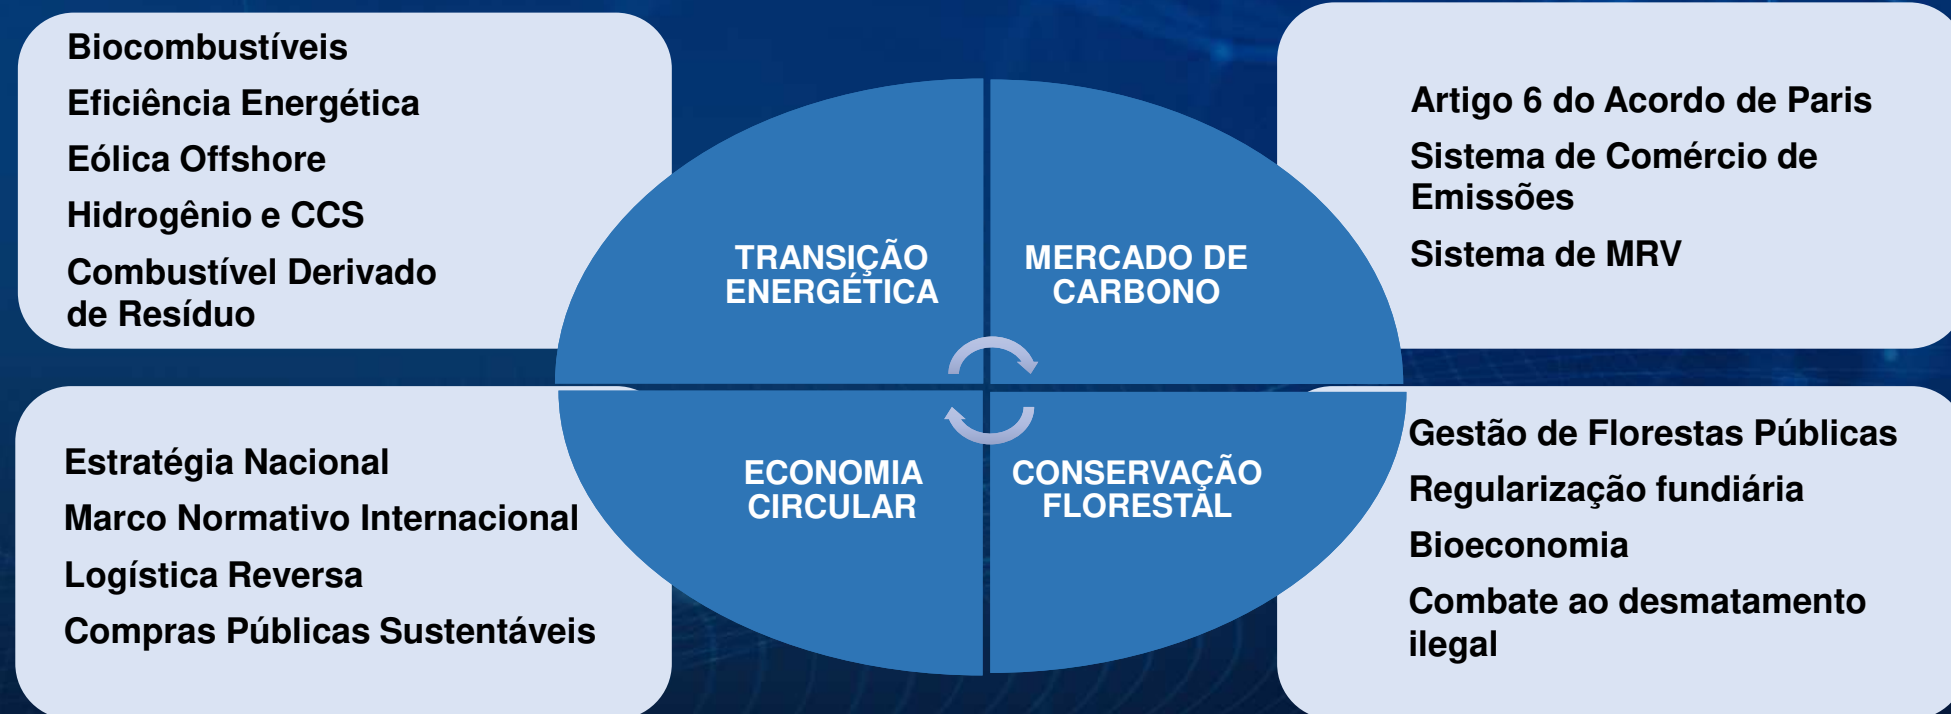 Biocombustíveis
Eficiência Energética
Eólica Offshore
Hidrogênio e CCS
Combustível Derivado
de Resíduo
TRANSIÇÃO
ENERGÉTICA
MERCADO DE
CARBONO
Artigo 6 do Acordo de Paris
Sistema de Comércio de
Emissões
Sistema de MRV
Estratégia Nacional
Marco Normativo Internacional
Logística Reversa
Compras Públicas Sustentáveis
ECONOMIA
CIRCULAR
CONSERVAÇÃO
FLORESTAL
Gestão de Florestas Públicas
Regularização fundiária
Bioeconomia
Combate ao desmatamento
ilegal